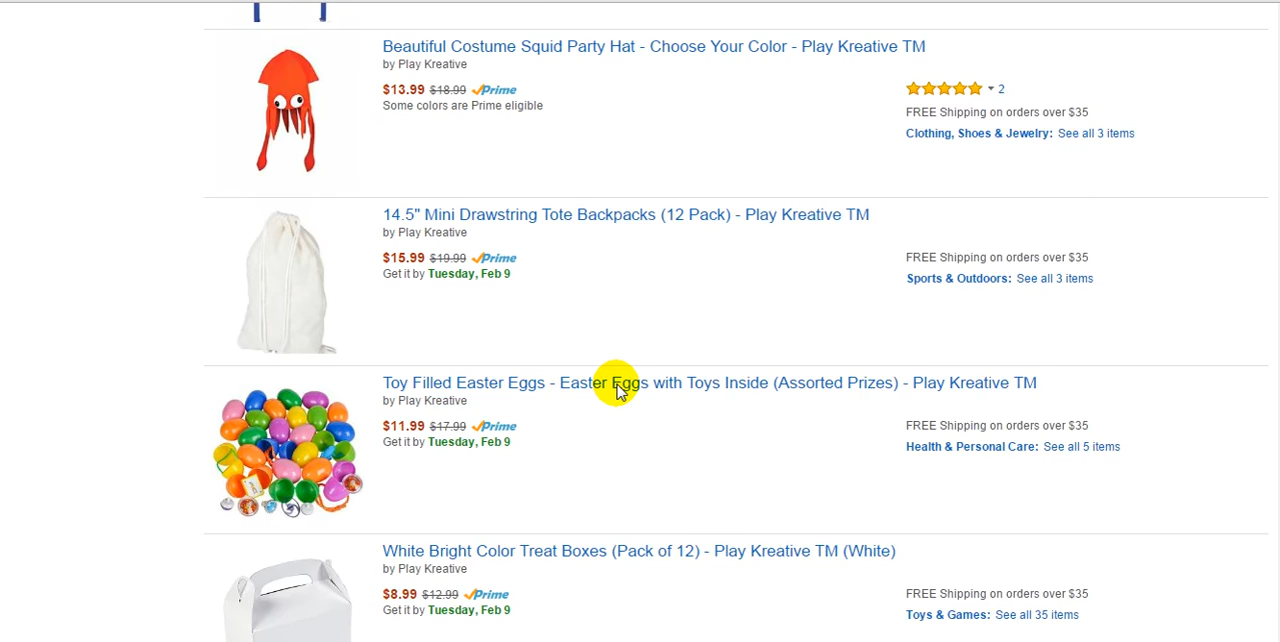 Beautiful Costume Squid Party Hat - Choose Your Color - Play Kreative TM
by Play Kreative
$13.99 $18.99 Prime
Some colors are Prime eligible
2
FREE Shipping on orders over $35
Clothing, Shoes & Jewelry: See all 3 items
14.5" Mini Drawstring Tote Backpacks (12 Pack) - Play Kreative TM
by Play Kreative
$15.99 $19.99 Prime
Get it by Tuesday, Feb 9
FREE Shipping on orders over $35
Sports & Outdoors: See all 3 items
Toy Filled Easter Eggs - Easter Eggs with Toys Inside (Assorted Prizes) - Play Kreative TM
by Play Kreative
$11.99 $17.99 Prime
Get it by Tuesday, Feb 9
FREE Shipping on orders over $35
Health & Personal Care: See all 5 items
White Bright Color Treat Boxes (Pack of 12) - Play Kreative TM (White)
by Play Kreative
$8.99 $12.99 Prime
Get it by Tuesday, Feb 9
FREE Shipping on orders over $35
Toys & Games: See all 35 items